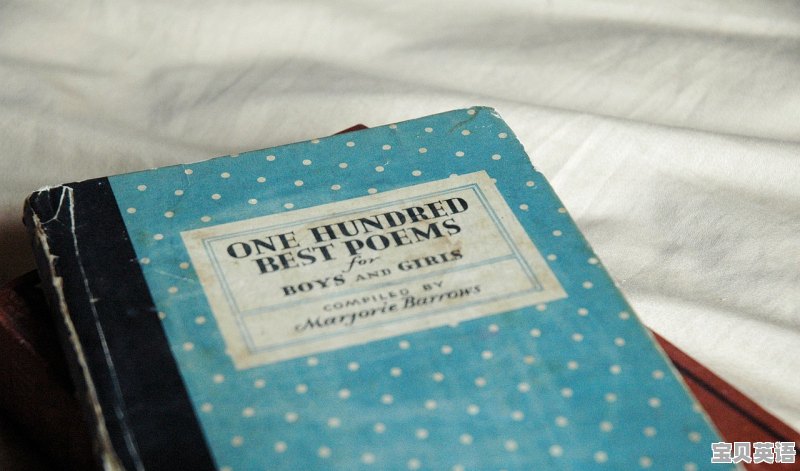 ONE HUNDRED
BEST POEMS
for
BOYS AND GIRLS
COMPILED BY
Marjorie Barrows
宝贝英语